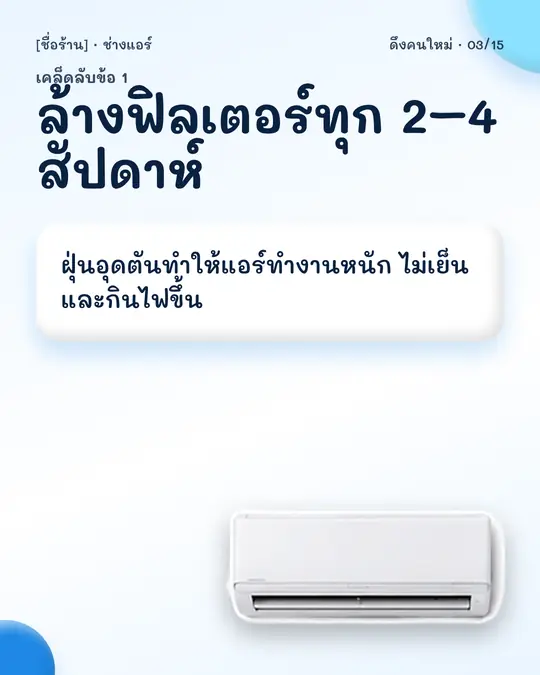 [ชื่อร้าน] · ช่างแอร์
ดึงคนใหม่ · 03/15
เคล็ดลับข้อ 1
ล้างฟิลเตอร์ทุก 2–4
สัปดาห์
ฝุ่นอุดตันทำให้แอร์ทำงานหนัก ไม่เย็น
และกินไฟขึ้น